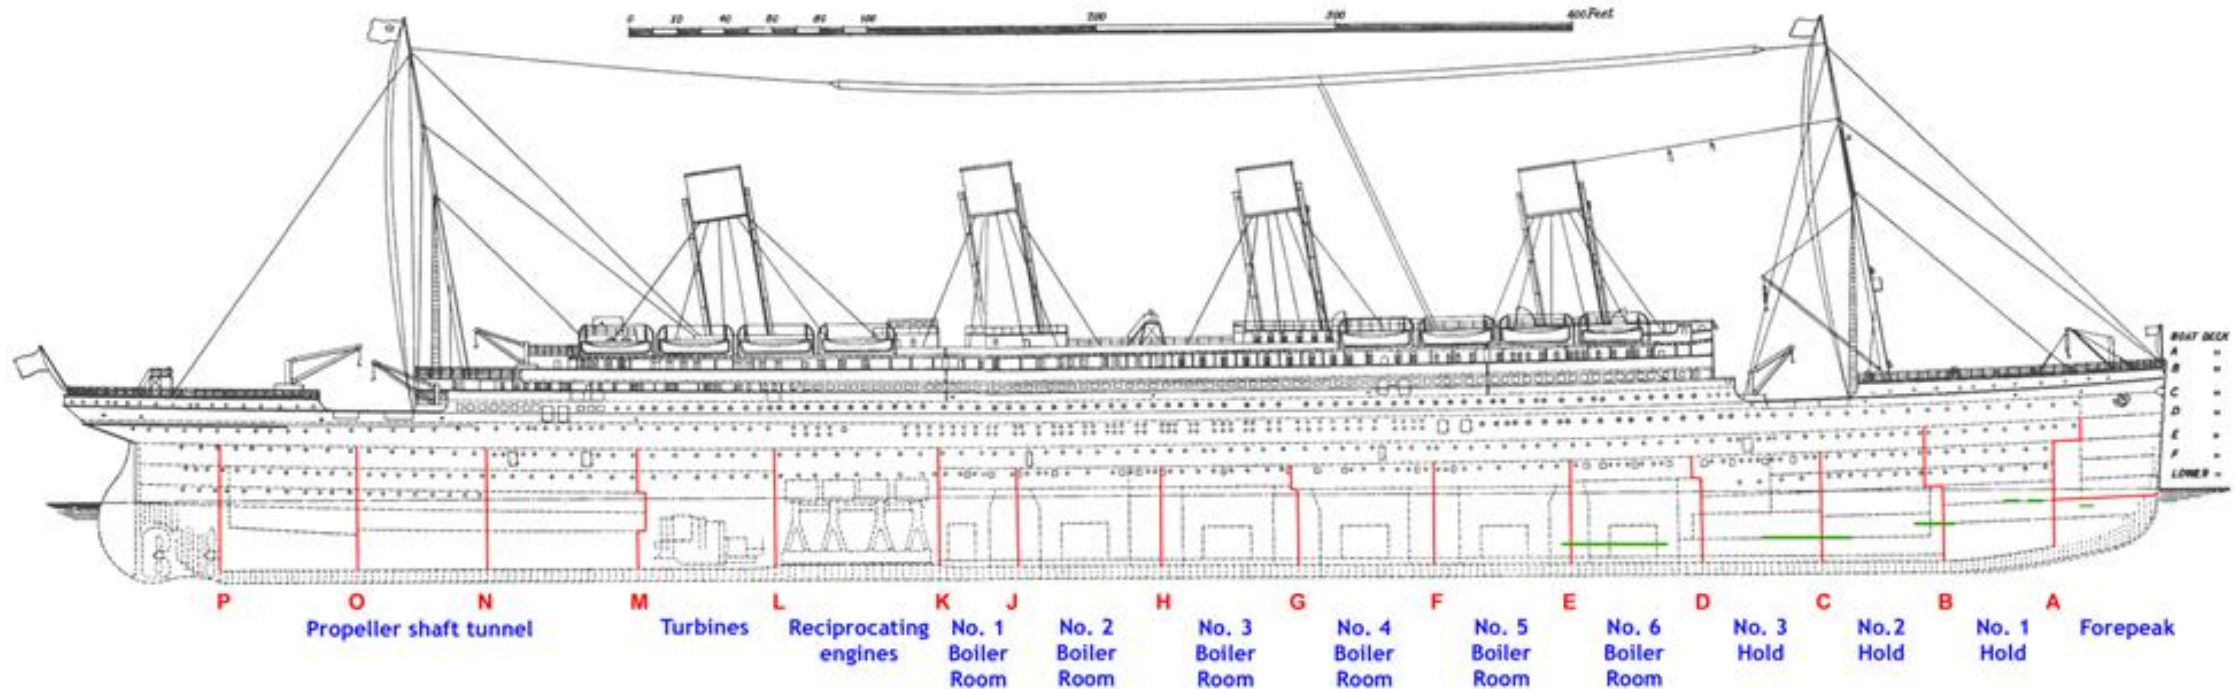 0 20 40 60 80 100 200 300 400 Feet
BOAT DECK
A "
B "
C "
D "
E "
F "
LOWER "
P O N M L K J H G F E D C B A
Propeller shaft tunnel
Turbines
Reciprocating
engines
No. 1
Boiler
Room
No. 2
Boiler
Room
No. 3
Boiler
Room
No. 4
Boiler
Room
No. 5
Boiler
Room
No. 6
Boiler
Room
No. 3
Hold
No.2
Hold
No. 1
Hold
Forepeak